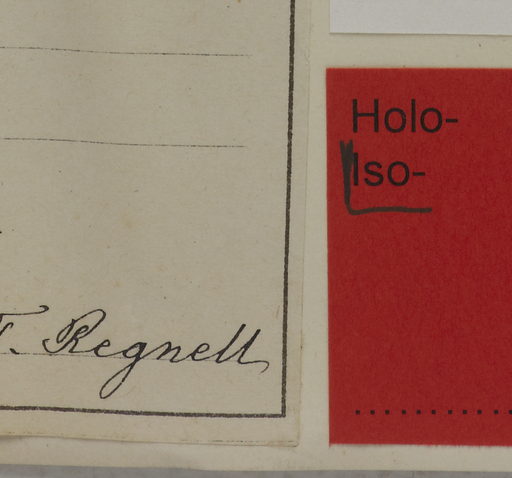 F. Regnell
Holo-
Iso-